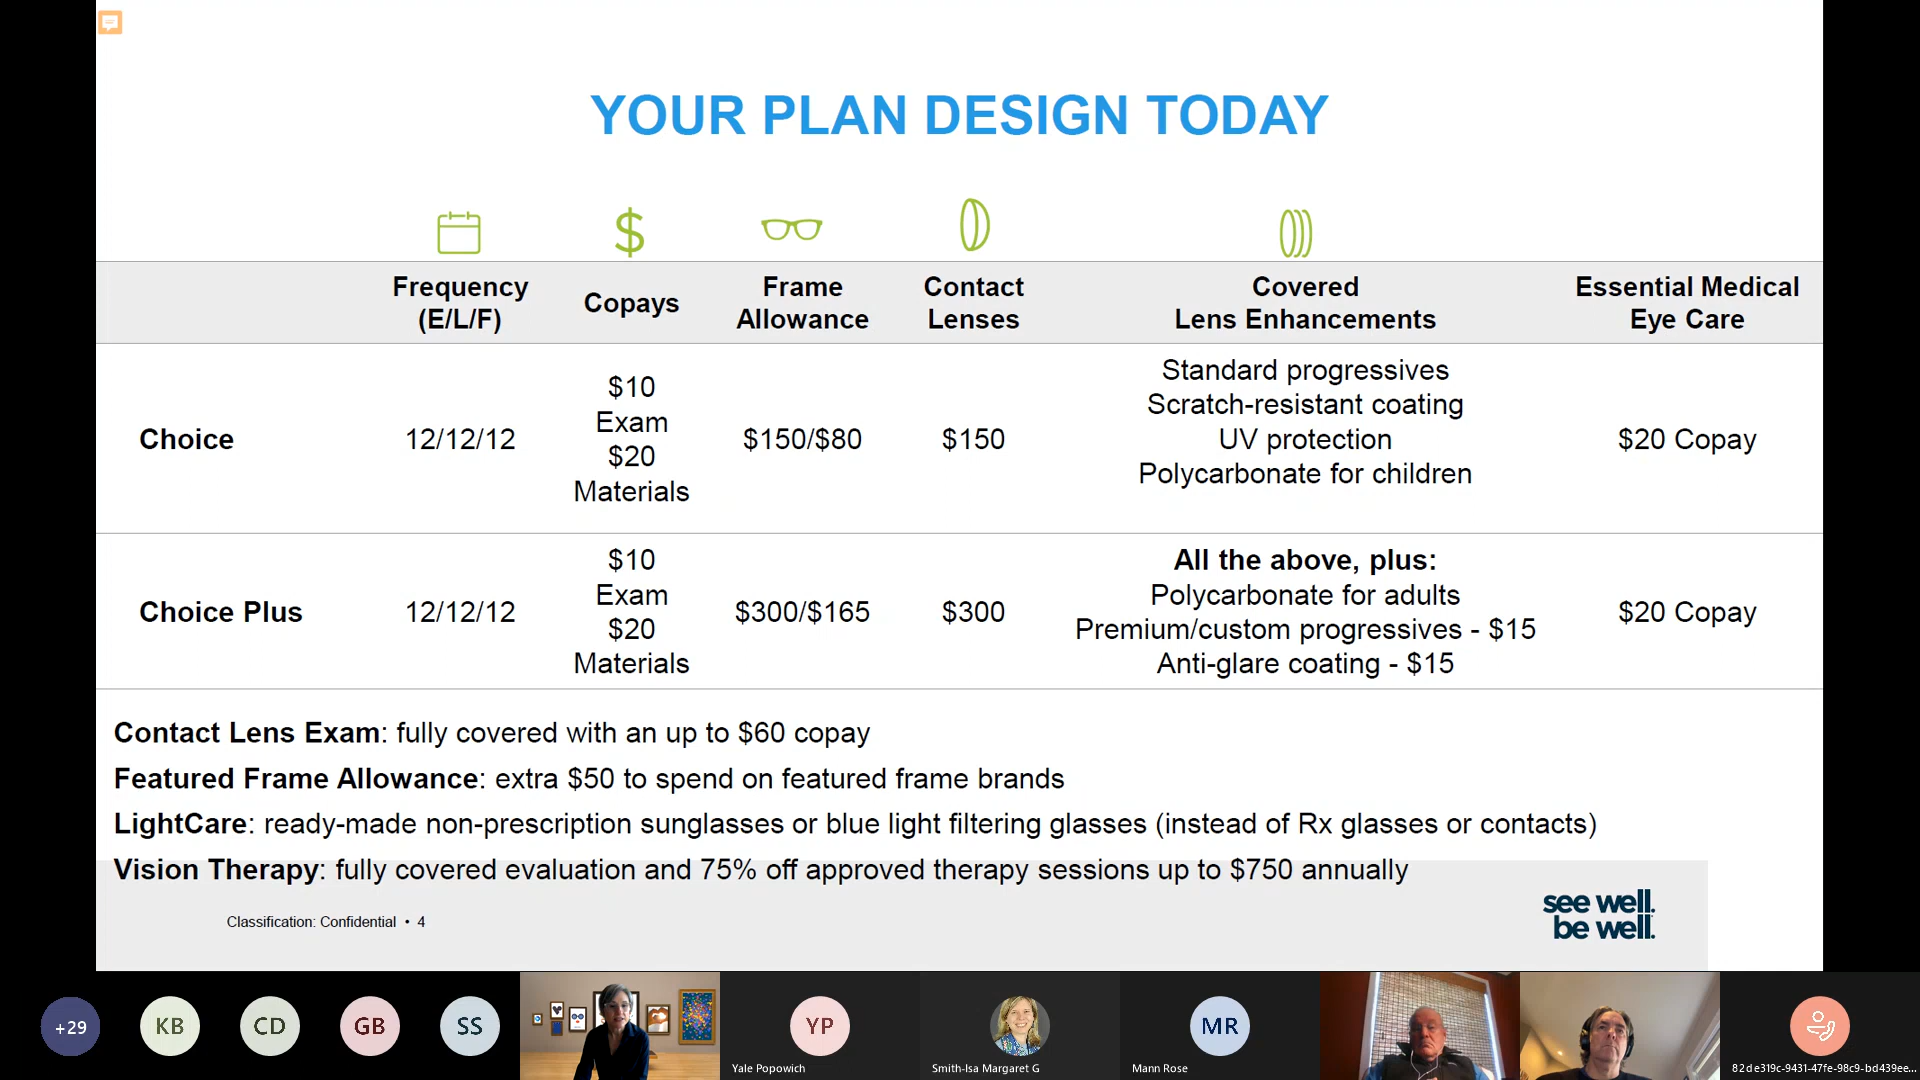 YOUR PLAN DESIGN TODAY
$
Frequency
(E/L/F)
Copays
Frame
Allowance
Contact
Lenses
Covered
Lens Enhancements
Essential Medical
Eye Care
Choice
12/12/12
$10
Exam
$20
Materials
$150/$80
$150
Standard progressives
Scratch-resistant coating
UV protection
Polycarbonate for children
$20 Copay
Choice Plus
12/12/12
$10
Exam
$20
Materials
$300/$165
$300
All the above, plus:
Polycarbonate for adults
Premium/custom progressives - $15
Anti-glare coating - $15
$20 Copay
Contact Lens Exam: fully covered with an up to $60 copay
Featured Frame Allowance: extra $50 to spend on featured frame brands
LightCare: ready-made non-prescription sunglasses or blue light filtering glasses (instead of Rx glasses or contacts)
Vision Therapy: fully covered evaluation and 75% off approved therapy sessions up to $750 annually
Classification: Confidential • 4
see well.
be well.
+29
KB
CD
GB
SS
YP
Yale Popowich
Smith-Isa Margaret G
MR
Mann Rose
82de319c-9431-47fe-98c9-bd439ee...